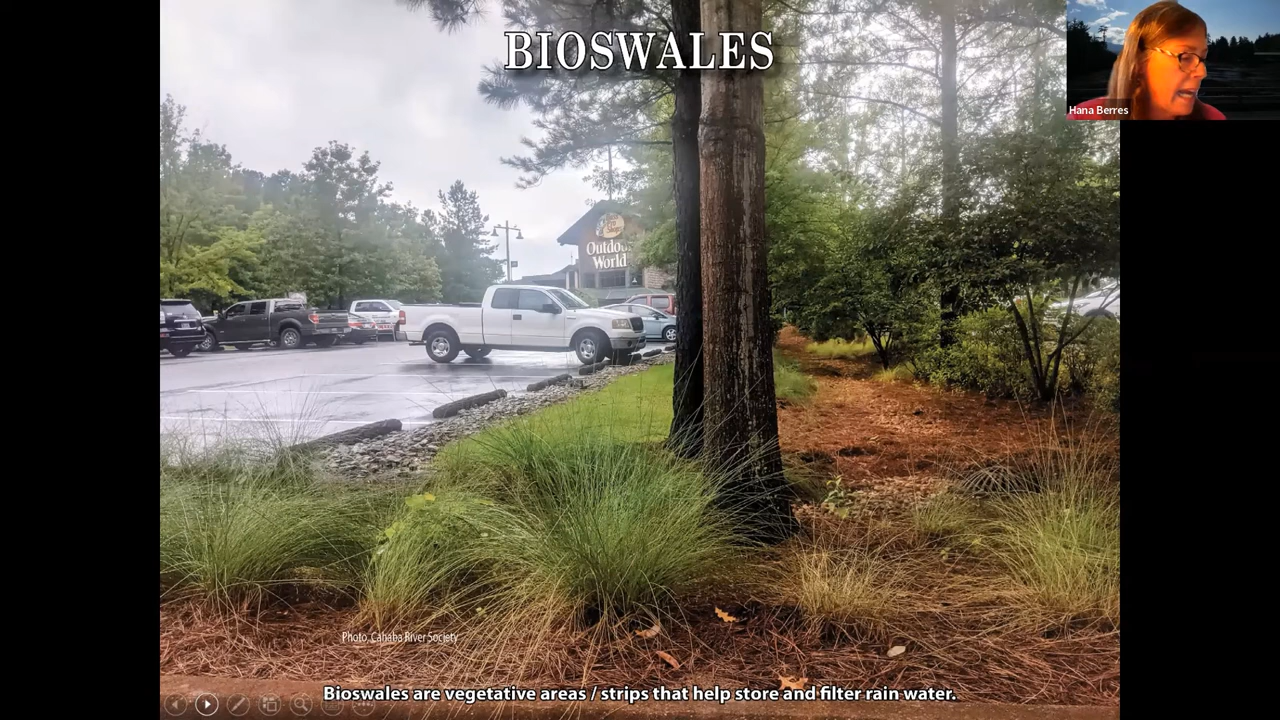 BIOSWALES
Hana Berres
Outdoor
World
Photo, Cahaba River Society
Bioswales are vegetative areas / strips that help store and filter rain water.